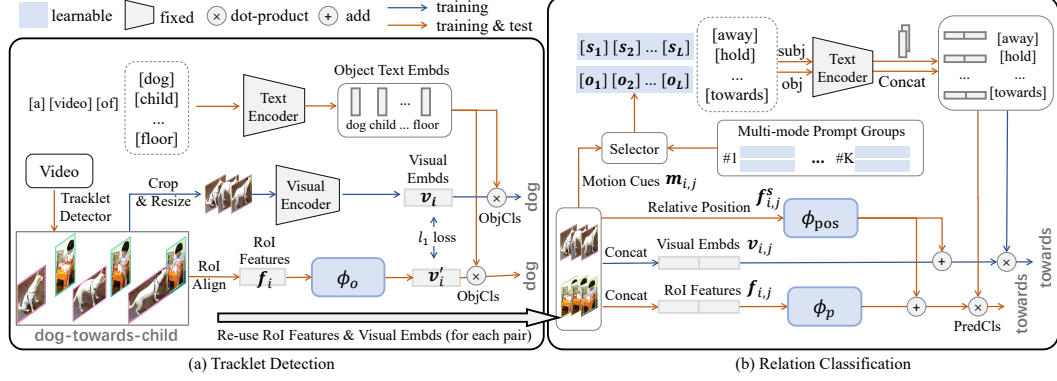 learnable
fixed
dot-product
add
training
training & test
[a] [video] [of]
[dog]
[child]
...
[floor]
Text
Encoder
Object Text Embds
...
dog child ... floor
Video
Tracklet
Detector
Crop
& Resize
Visual
Encoder
Visual
Embds
v_i
ObjCls
dog
l_1 loss
RoI
Align
RoI
Features
f_i
ϕ_o
v'_i
ObjCls
dog
dog-towards-child
Re-use RoI Features & Visual Embds (for each pair)
(a) Tracklet Detection
[s_1] [s_2] ... [s_L]
[o_1] [o_2] ... [o_L]
[away]
[hold]
...
[towards]
subj
obj
Text
Encoder
Concat
[away]
[hold]
... ...
[towards]
Selector
Multi-mode Prompt Groups
#1 ... #K
Motion Cues m_{i,j}
Relative Position f^s_{i,j}
ϕ_pos
Concat
Visual Embds v_{i,j}
Concat
RoI Features f_{i,j}
ϕ_p
PredCls
towards
towards
(b) Relation Classification